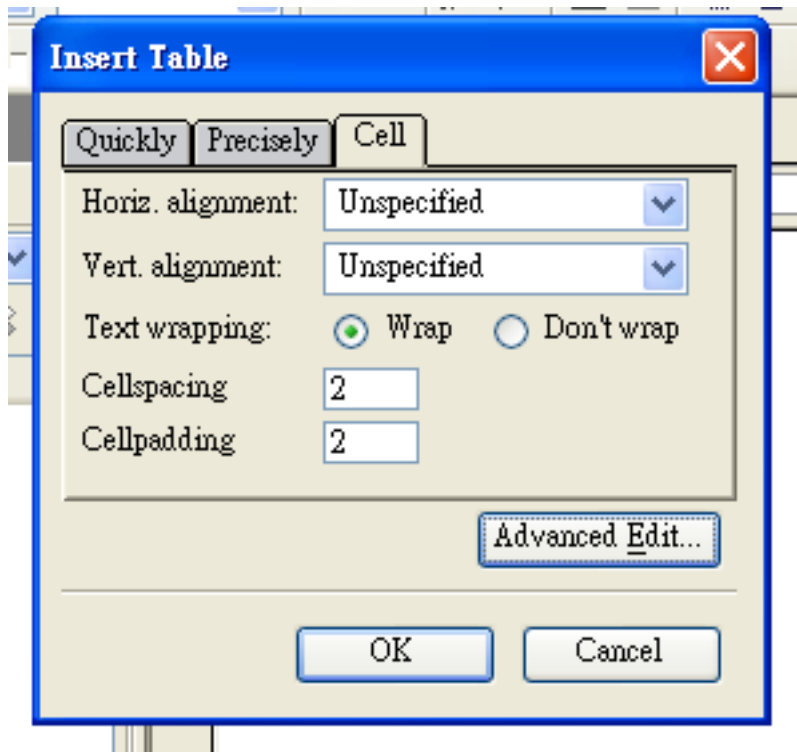 Insert Table
Quickly Precisely Cell
Horiz. alignment: Unspecified
Vert. alignment: Unspecified
Text wrapping: Wrap Don't wrap
Cellspacing 2
Cellpadding 2
Advanced Edit...
OK Cancel